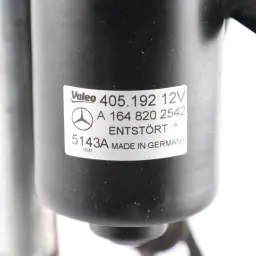 Valeo 405.192 12V
A 164 820 2542
ENTSTÖRT ^
5143A MADE IN GERMANY